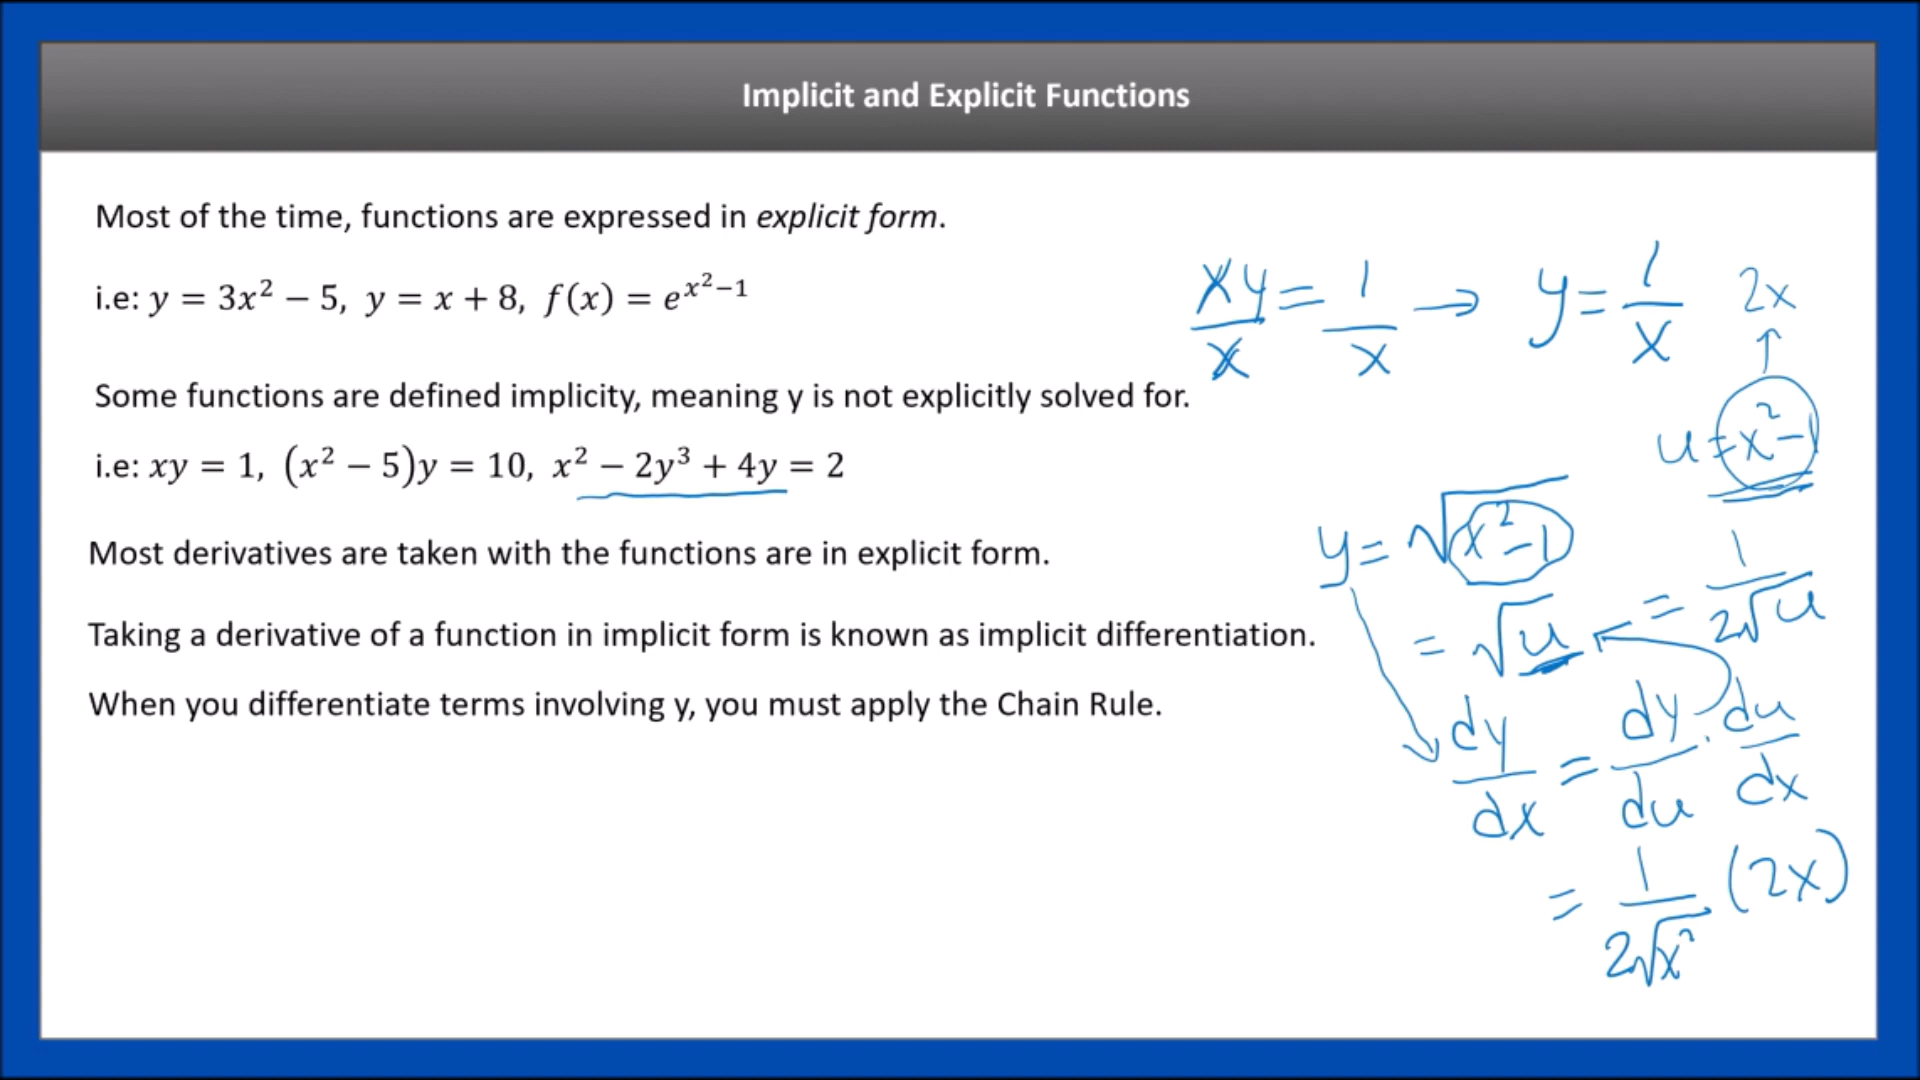 Implicit and Explicit Functions
Most of the time, functions are expressed in explicit form.
i.e: y = 3x² − 5, y = x + 8, f(x) = e^(x²−1)
Some functions are defined implicity, meaning y is not explicitly solved for.
i.e: xy = 1, (x² − 5)y = 10, x² − 2y³ + 4y = 2
Most derivatives are taken with the functions are in explicit form.
Taking a derivative of a function in implicit form is known as implicit differentiation.
When you differentiate terms involving y, you must apply the Chain Rule.
xy/x = 1/x → y = 1/x
2x
↑
u = x² − 1
y = √(x² − 1)
= √u ← = 1/(2√u)
dy/dx = dy/du · du/dx
= 1/(2√x²) (2x)